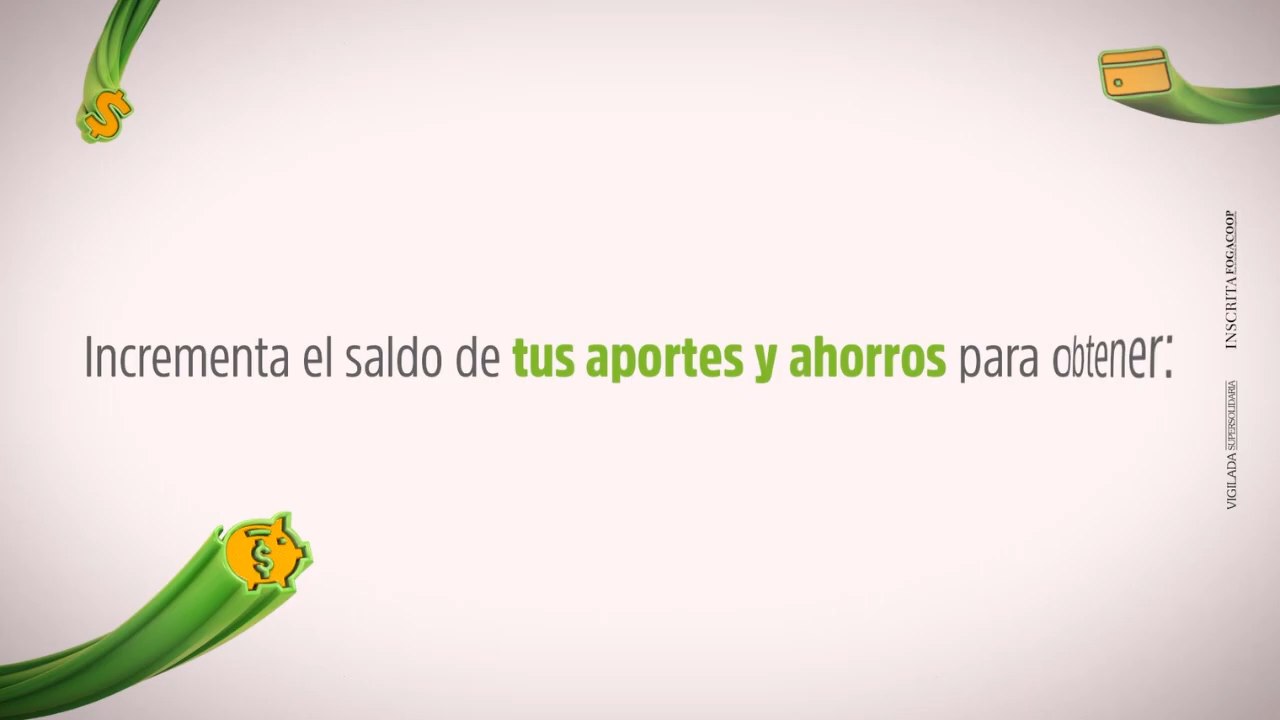 Incrementa el saldo de tus aportes y ahorros para obtener:
INSCRITA FOGACOOP
VIGILADA SUPERSOLIDARIA